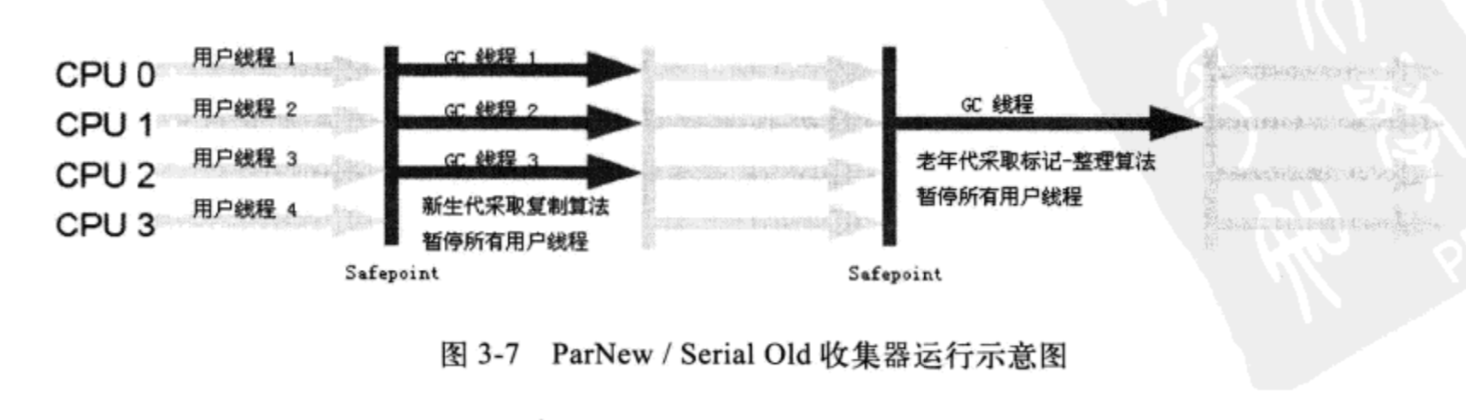 CPU 0
用户线程 1
GC 线程 1
CPU 1
用户线程 2
GC 线程 2
GC 线程
CPU 2
用户线程 3
GC 线程 3
老年代采取标记-整理算法
暂停所有用户线程
CPU 3
用户线程 4
新生代采取复制算法
暂停所有用户线程
Safepoint
Safepoint
图 3-7 ParNew / Serial Old 收集器运行示意图